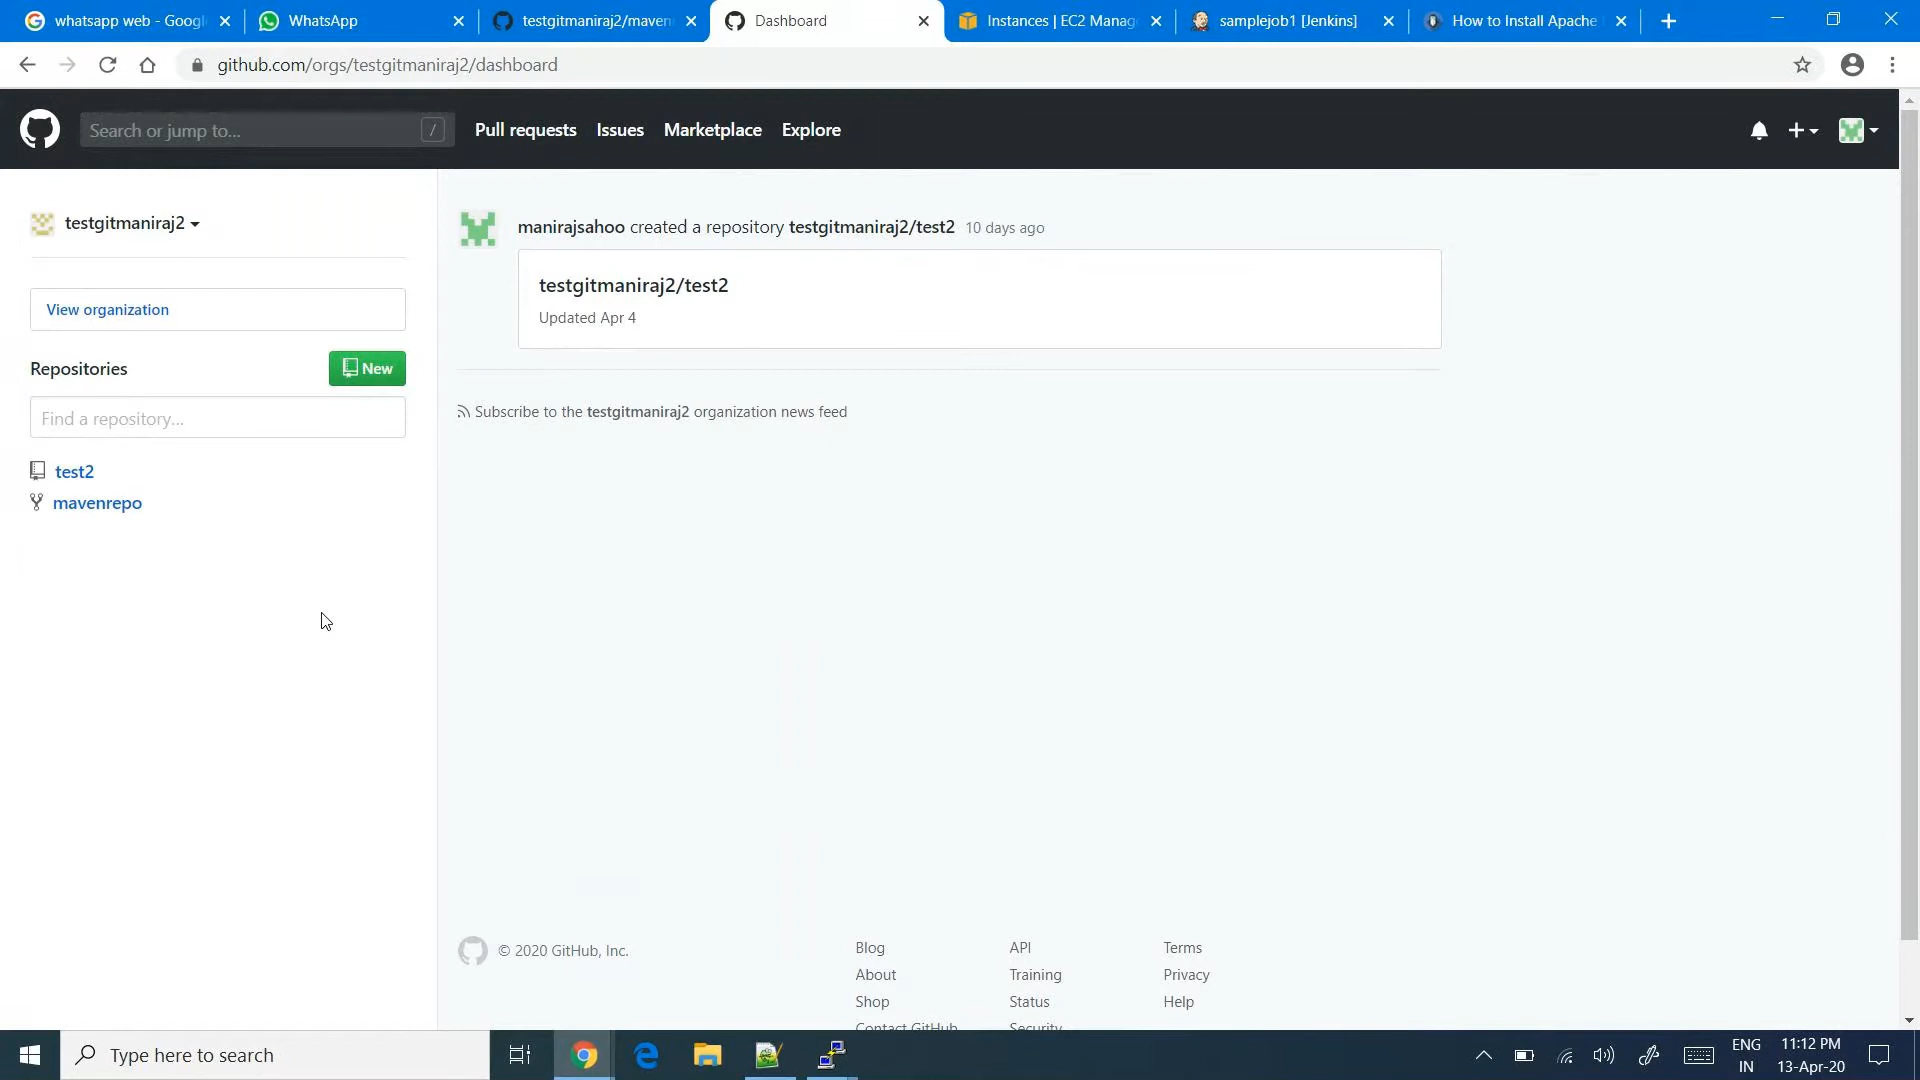 whatsapp web - Googl
WhatsApp
testgitmaniraj2/maven
Dashboard
Instances | EC2 Manag
samplejob1 [Jenkins]
How to Install Apache
github.com/orgs/testgitmaniraj2/dashboard
Search or jump to...
/
Pull requests
Issues
Marketplace
Explore
testgitmaniraj2
View organization
Repositories
New
Find a repository...
test2
mavenrepo
manirajsahoo created a repository testgitmaniraj2/test2 10 days ago
testgitmaniraj2/test2
Updated Apr 4
Subscribe to the testgitmaniraj2 organization news feed
© 2020 GitHub, Inc.
Blog
About
Shop
Contact GitHub
API
Training
Status
Security
Terms
Privacy
Help
Type here to search
ENG
IN
11:12 PM
13-Apr-20